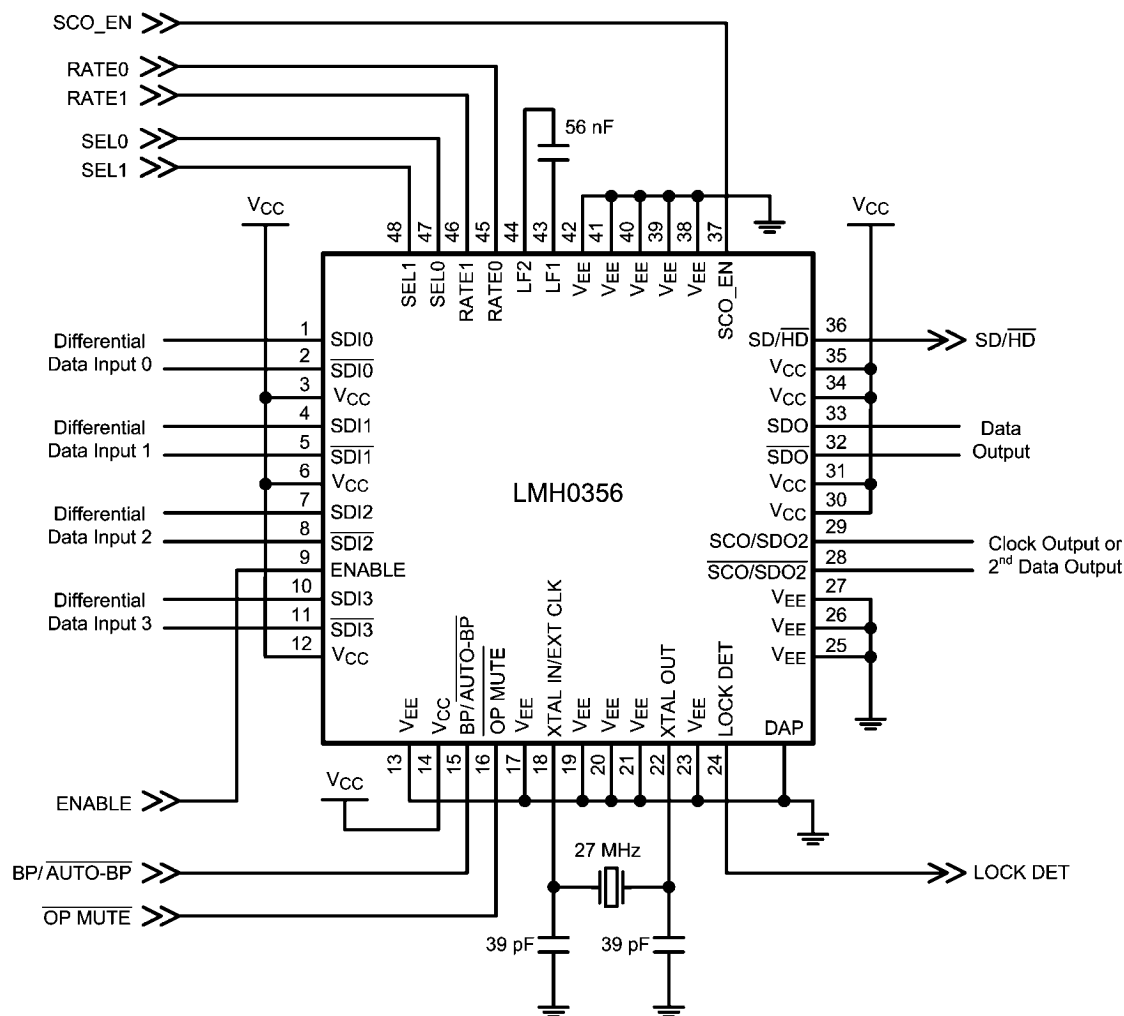 SCO_EN
RATE0
RATE1
SEL0
SEL1
56 nF
VCC
VCC
48
47
46
45
44
43
42
41
40
39
38
37
SEL1
SEL0
RATE1
RATE0
LF2
LF1
VEE
VEE
VEE
VEE
VEE
SCO_EN
Differential
Data Input 0
1
SDI0
2
SDI0
3
VCC
Differential
Data Input 1
4
SDI1
5
SDI1
6
VCC
Differential
Data Input 2
7
SDI2
8
SDI2
9
ENABLE
Differential
Data Input 3
10
SDI3
11
SDI3
12
VCC
LMH0356
SD/HD
36
SD/HD
VCC
35
VCC
34
SDO
33
SDO
32
Data
Output
VCC
31
VCC
30
SCO/SDO2
29
SCO/SDO2
28
Clock Output or
2nd Data Output
VEE
27
VEE
26
VEE
25
VEE
VCC
BP/AUTO-BP
OP MUTE
VEE
XTAL IN/EXT CLK
VEE
VEE
VEE
XTAL OUT
VEE
LOCK DET
DAP
13
14
15
16
17
18
19
20
21
22
23
24
ENABLE
VCC
BP/AUTO-BP
OP MUTE
27 MHz
39 pF
39 pF
LOCK DET